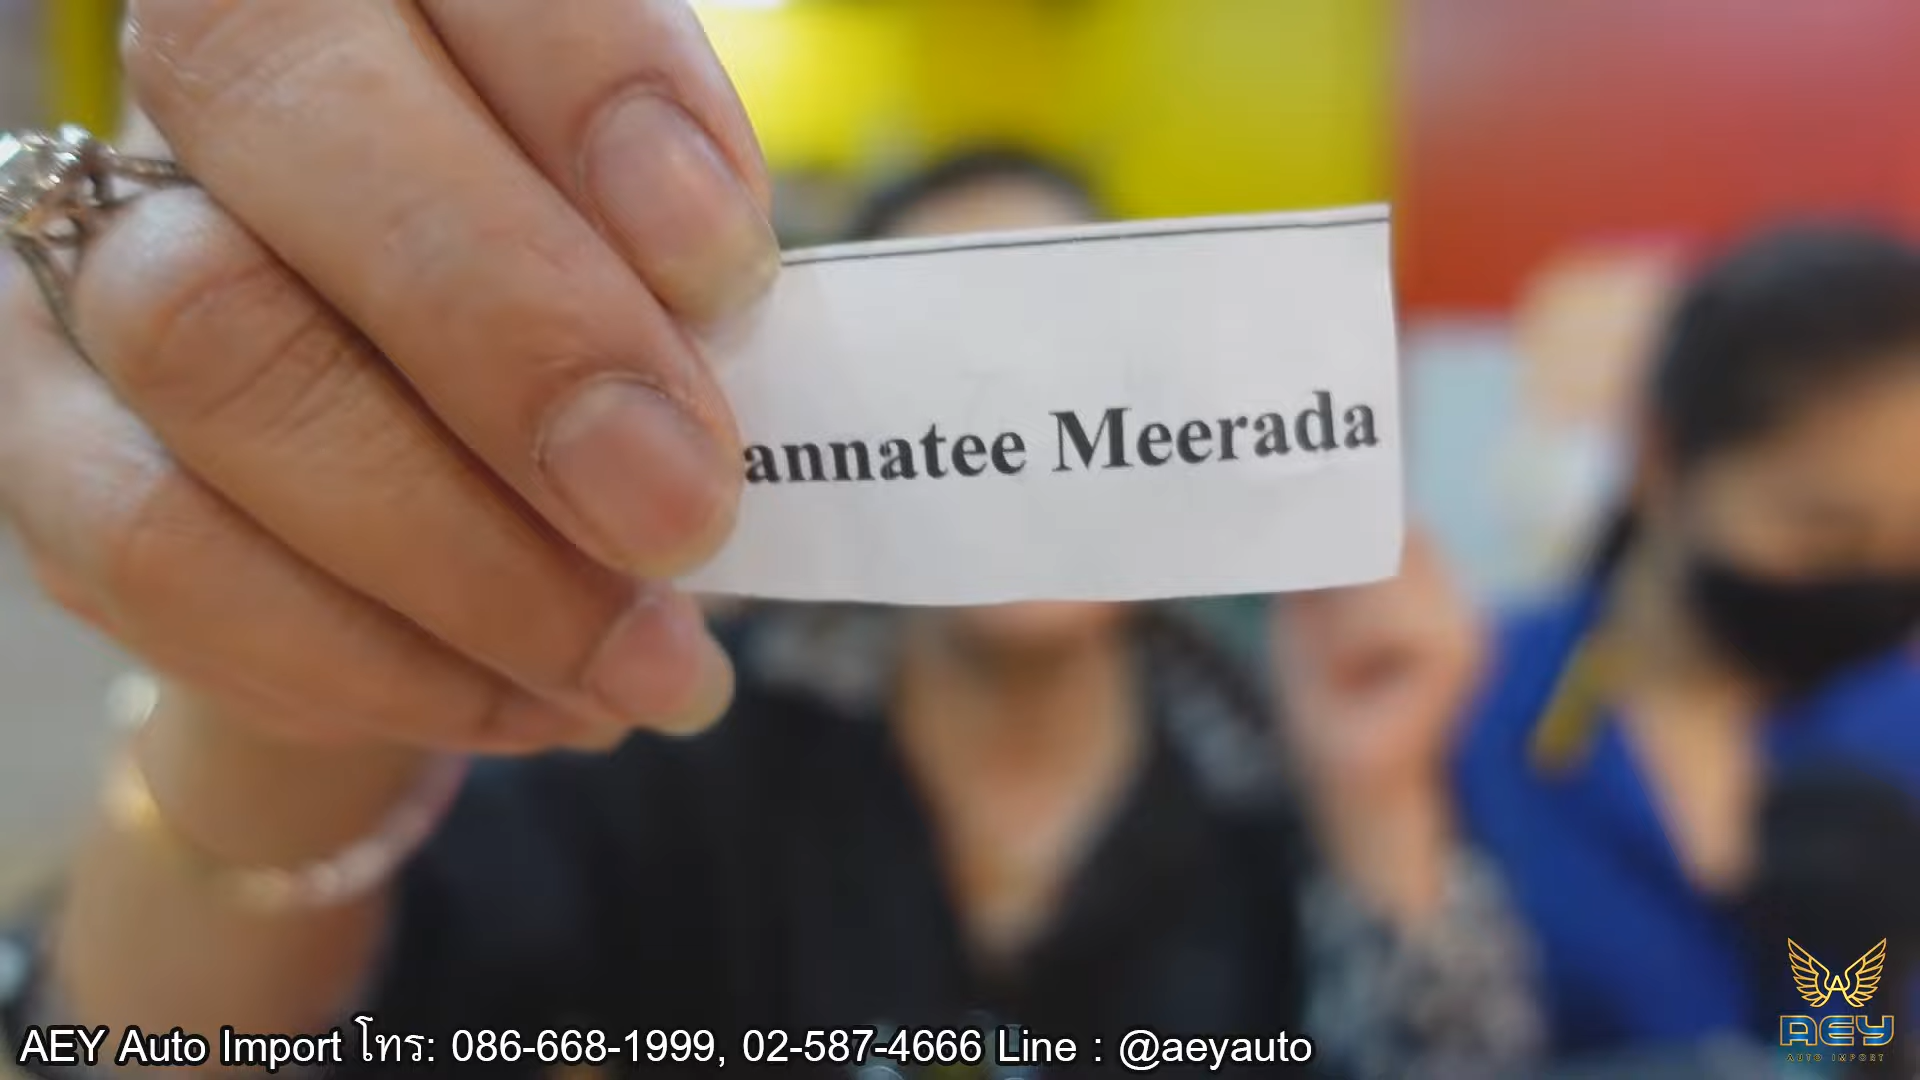 annatee Meerada
AEY
AUTO IMPORT
AEY Auto Import โทร: 086-668-1999, 02-587-4666 Line : @aeyauto